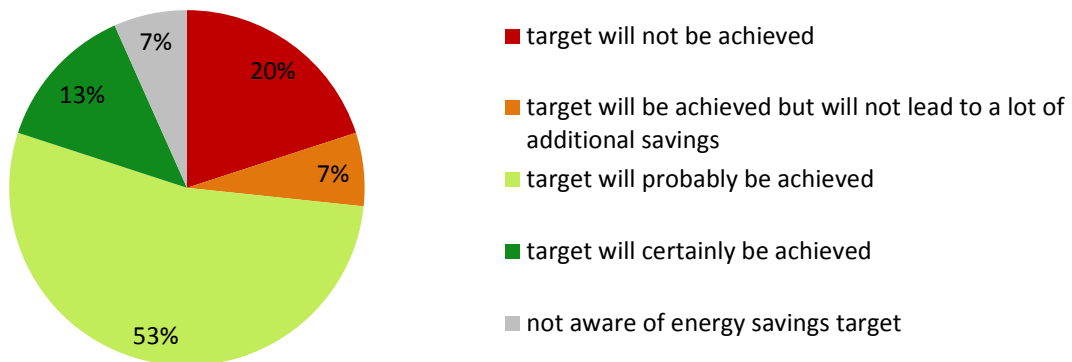 7%
20%
13%
7%
53%
target will not be achieved
target will be achieved but will not lead to a lot of
additional savings
target will probably be achieved
target will certainly be achieved
not aware of energy savings target